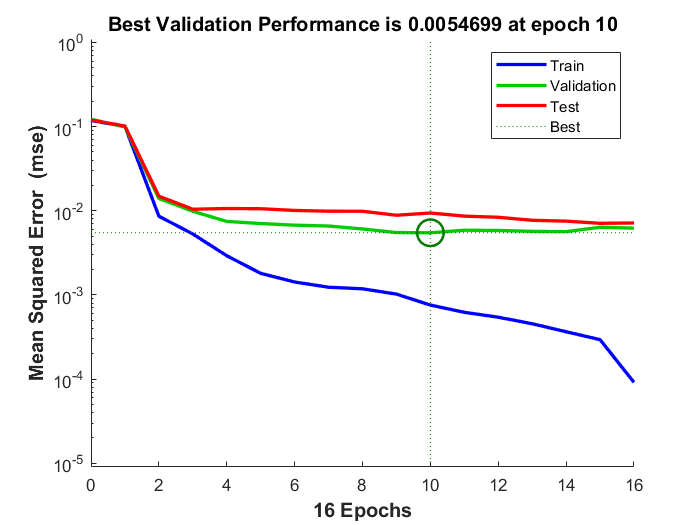 Best Validation Performance is 0.0054699 at epoch 10
Mean Squared Error (mse)
10^0
10^-1
10^-2
10^-3
10^-4
10^-5
Train
Validation
Test
Best
0 2 4 6 8 10 12 14 16
16 Epochs